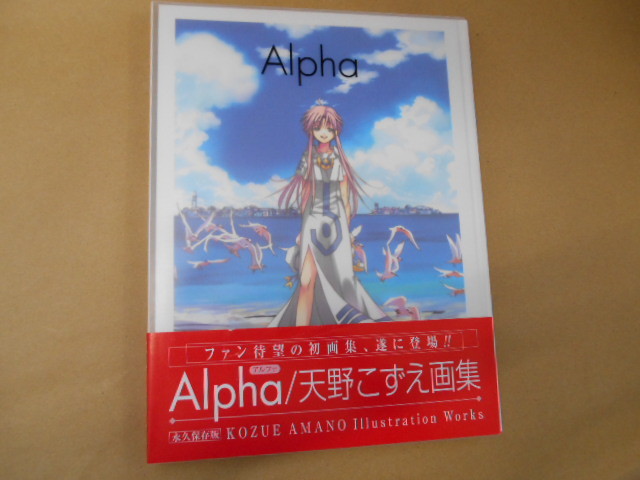 Alpha
ファン待望の初画集、遂に登場!!
アルファ
Alpha/天野こずえ画集
永久保存版 KOZUE AMANO Illustration Works